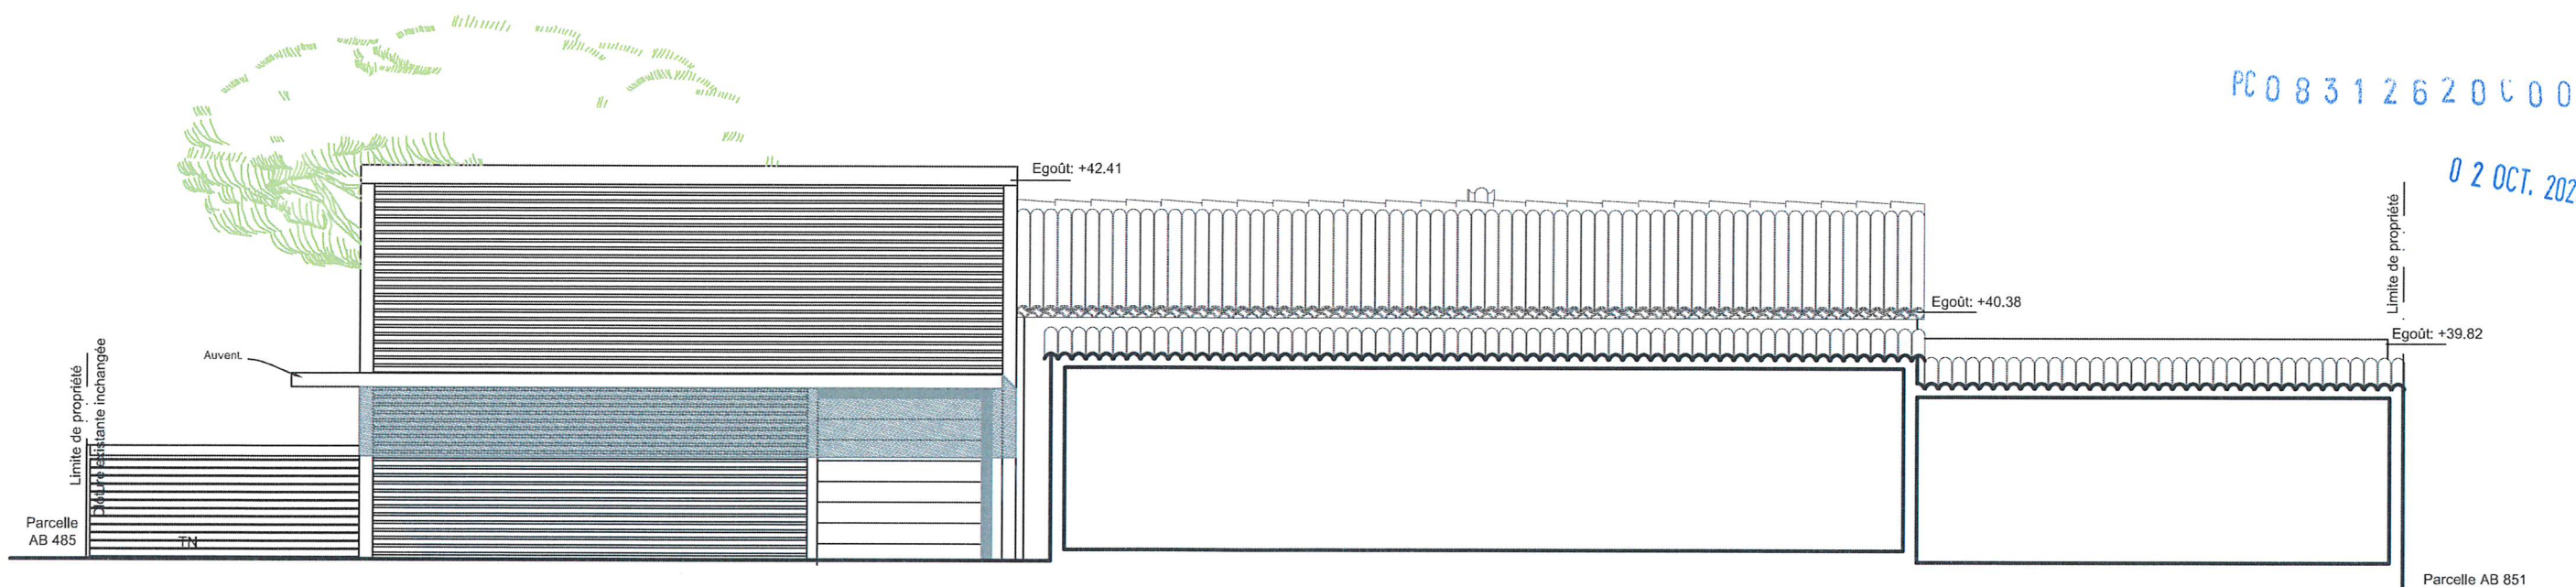 PC 0 8 3 1 2 6 2 0 C 0 0
0 2 OCT. 202
Egoût: +42.41
Limite de propriété
Egoût: +40.38
Egoût: +39.82
Auvent.
Limite de propriété
Cloture existante inchangée
Parcelle
AB 485
TN
Parcelle AB 851